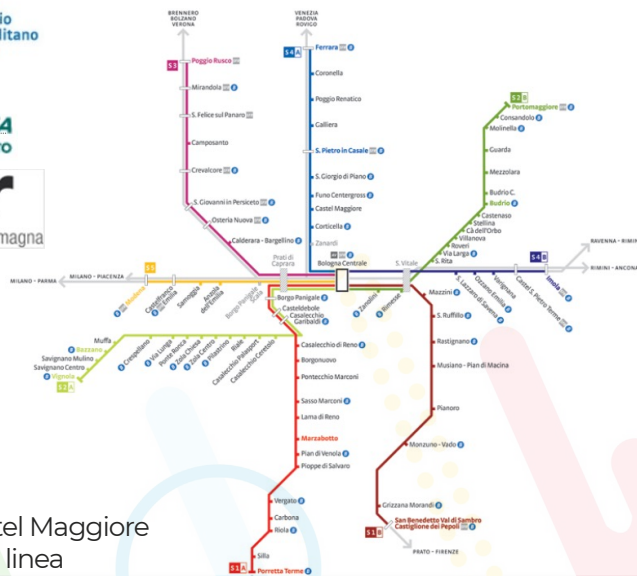 io
litano
A
ro
r
magna
BRENNERO
BOLZANO
VERONA
VENEZIA
PADOVA
ROVIGO
S3
Poggio Rusco
Mirandola
S. Felice sul Panaro
Camposanto
Crevalcore
S. Giovanni in Persiceto
Osteria Nuova
Calderara - Bargellino
S4 A
Ferrara
Coronella
Poggio Renatico
Galliera
S. Pietro in Casale
S. Giorgio di Piano
Funo Centergross
Castel Maggiore
Corticella
Zanardi
Bologna Centrale
Prati di
Caprara
S. Vitale
S2 B
Portomaggiore
Consandolo
Molinella
Guarda
Mezzolara
Budrio C.
Budrio
Castenaso
Stellina
Cà dell'Orbo
Villanova
Roveri
Via Larga
S. Rita
S4 B
RAVENNA - RIMINI
RIMINI - ANCONA
Imola
Castel S. Pietro Terme
Varignana
Ozzano Emilia
S. Lazzaro di Savena
MILANO - PARMA
MILANO - PIACENZA
S5
Modena
Castelfranco
Emilia
Samoggia
Anzola
dell'Emilia
Borgo Panigale
Scala
Borgo Panigale
Casteldebole
Casalecchio
Garibaldi
Zanolini
Rimesse
Muffa
Bazzano
Savignano Mulino
Savignano Centro
Vignola
S2 A
Crespellano
Via Lunga
Ponte Ronca
Zola Chiesa
Zola Centro
Pilastrino
Riale
Casalecchio Palasport
Casalecchio Ceretolo
Casalecchio di Reno
Borgonuovo
Pontecchio Marconi
Sasso Marconi
Lama di Reno
Marzabotto
Pian di Venola
Pioppe di Salvaro
Vergato
Carbona
Riola
Silla
S1 A
Porretta Terme
Mazzini
S. Ruffillo
Rastignano
Musiano - Pian di Macina
Pianoro
Monzuno - Vado
Grizzana Morandi
S1 B
San Benedetto Val di Sambro
Castiglione dei Pepoli
PRATO - FIRENZE
tel Maggiore
linea